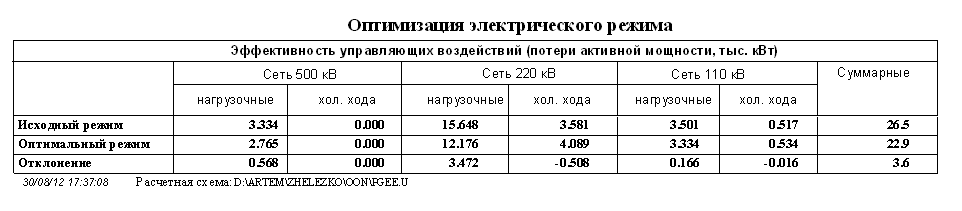 Оптимизация электрического режима
Эффективность управляющих воздействий (потери активной мощности, тыс. кВт)
Сеть 500 кВ Сеть 220 кВ Сеть 110 кВ Суммарные
нагрузочные хол. хода нагрузочные хол. хода нагрузочные хол. хода
Исходный режим 3.334 0.000 15.648 3.581 3.501 0.517 26.5
Оптимальный режим 2.765 0.000 12.176 4.089 3.334 0.534 22.9
Отклонение 0.568 0.000 3.472 -0.508 0.166 -0.016 3.6
30/08/12 17:37:08 Расчетная схема: D:\ARTEM\ZHELEZKO\OON\PGEE.U